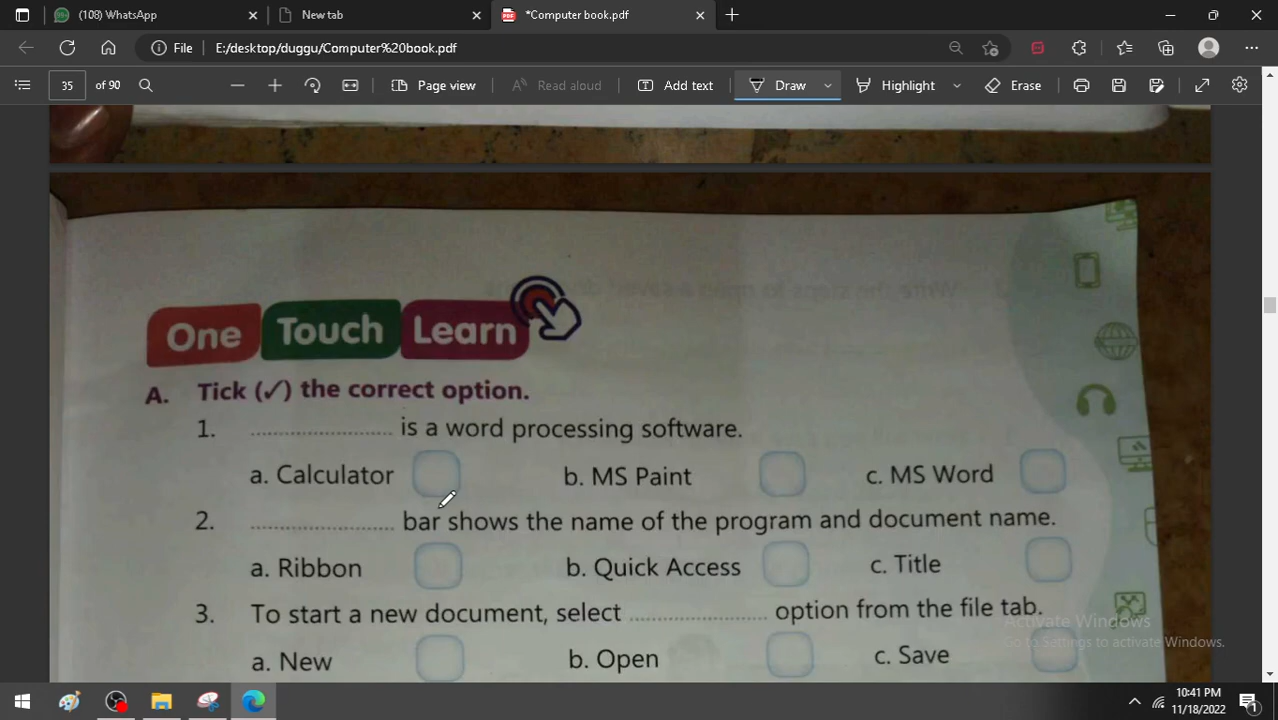 (108) WhatsApp
New tab
*Computer book.pdf
File
E:/desktop/duggu/Computer%20book.pdf
35
of 90
Page view
Read aloud
Add text
Draw
Highlight
Erase
One Touch Learn
A. Tick (✓) the correct option.
1. .......................... is a word processing software.
a. Calculator b. MS Paint c. MS Word
2. .......................... bar shows the name of the program and document name.
a. Ribbon b. Quick Access c. Title
3. To start a new document, select .......................... option from the file tab.
a. New b. Open c. Save
Activate Windows
Go to Settings to activate Windows.
10:41 PM
11/18/2022
1